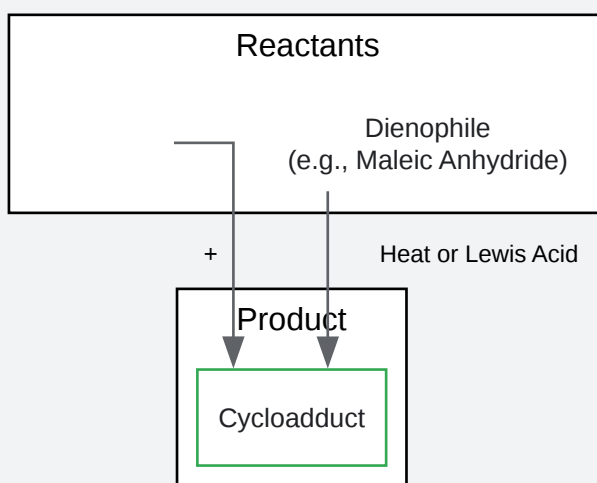 Reactants
Dienophile
(e.g., Maleic Anhydride)
+
Heat or Lewis Acid
Product
Cycloadduct